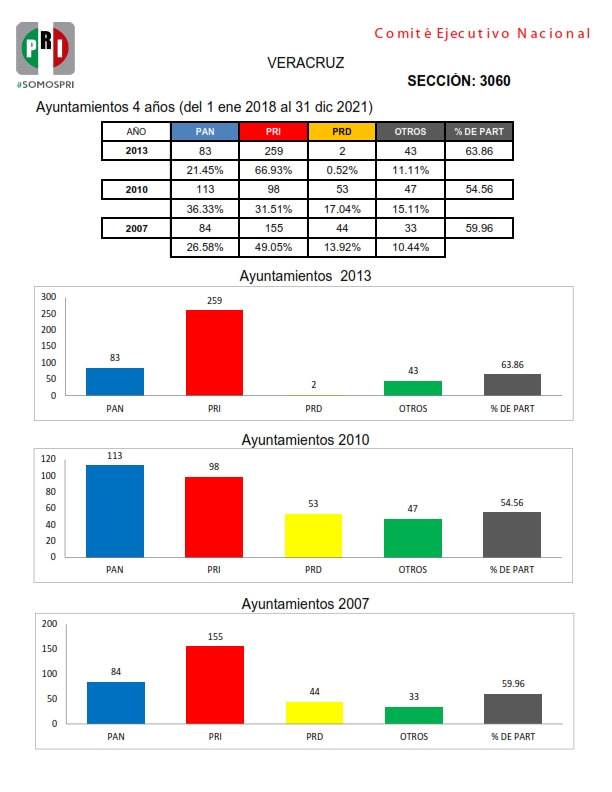 Comité Ejecutivo Nacional
PRI
#SOMOSPRI
VERACRUZ
SECCIÓN: 3060
Ayuntamientos 4 años (del 1 ene 2018 al 31 dic 2021)
AÑO PAN PRI PRD OTROS % DE PART
2013 83 259 2 43 63.86
21.45% 66.93% 0.52% 11.11%
2010 113 98 53 47 54.56
36.33% 31.51% 17.04% 15.11%
2007 84 155 44 33 59.96
26.58% 49.05% 13.92% 10.44%
Ayuntamientos 2013
300
250
200
150
100
50
0
83 259 2 43 63.86
PAN PRI PRD OTROS % DE PART
Ayuntamientos 2010
120
100
80
60
40
20
0
113 98 53 47 54.56
PAN PRI PRD OTROS % DE PART
Ayuntamientos 2007
200
150
100
50
0
84 155 44 33 59.96
PAN PRI PRD OTROS % DE PART